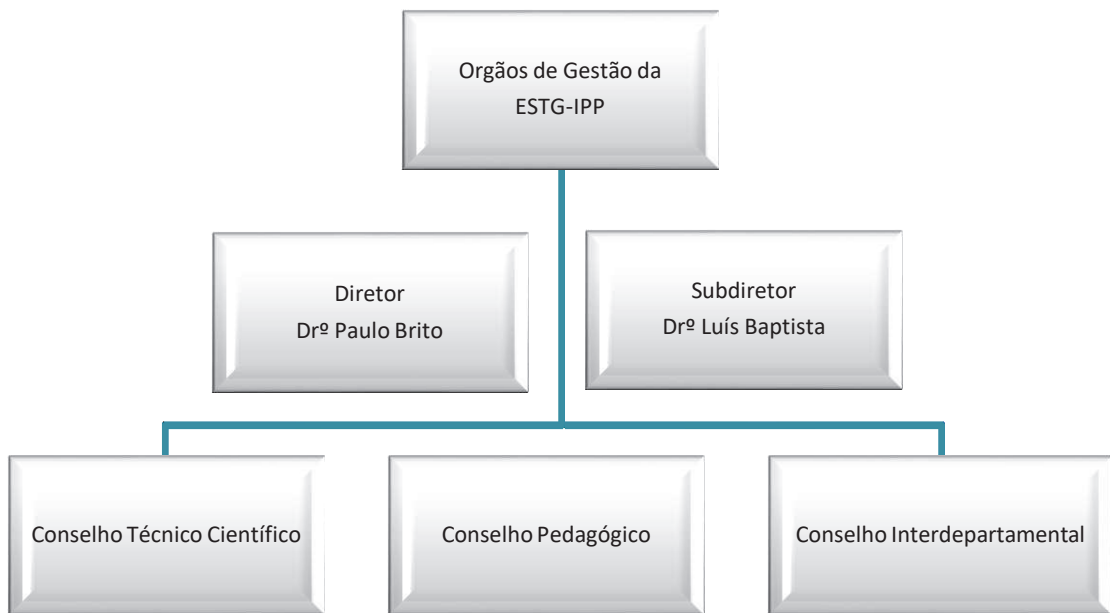 Orgãos de Gestão da
ESTG-IPP
Diretor
Drº Paulo Brito
Subdiretor
Drº Luís Baptista
Conselho Técnico Científico
Conselho Pedagógico
Conselho Interdepartamental